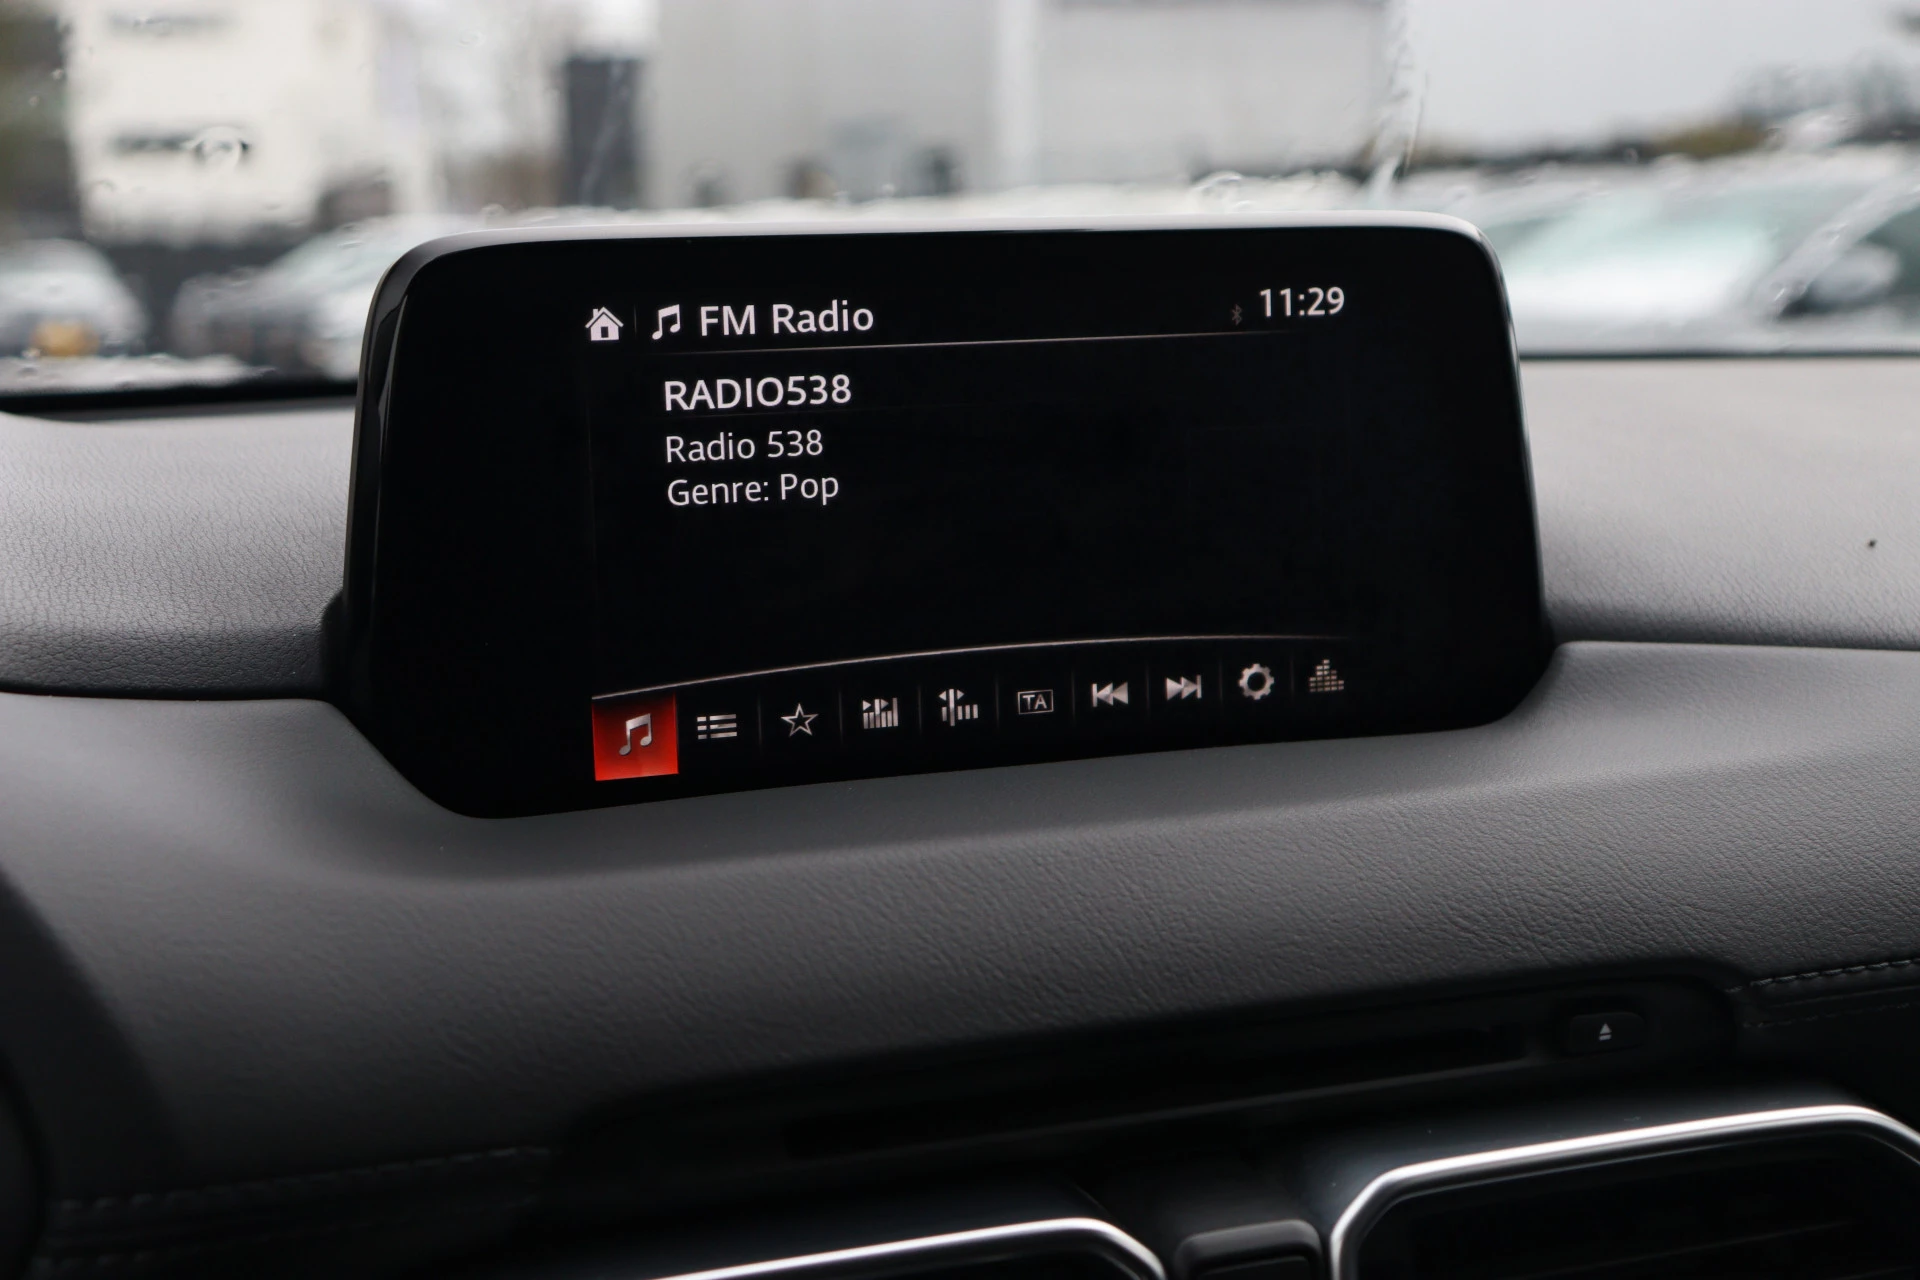 FM Radio
11:29
RADIO538
Radio 538
Genre: Pop
TA